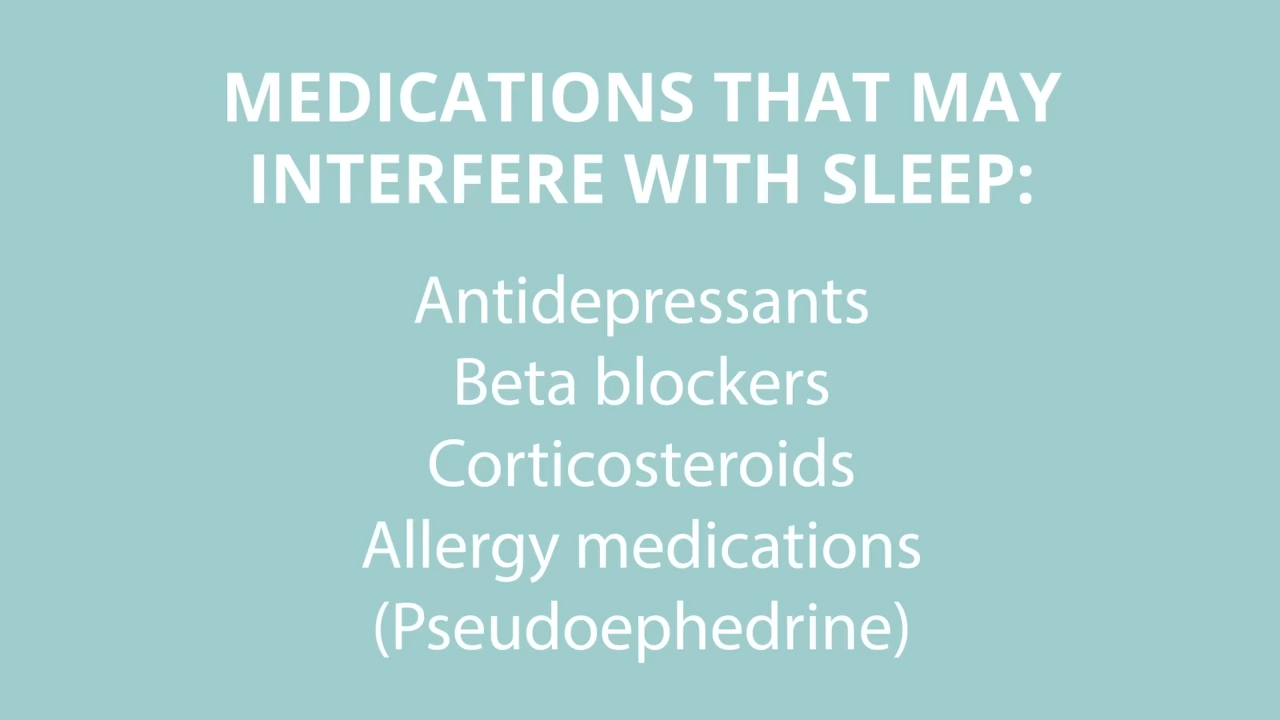 MEDICATIONS THAT MAY
INTERFERE WITH SLEEP:
Antidepressants
Beta blockers
Corticosteroids
Allergy medications
(Pseudoephedrine)